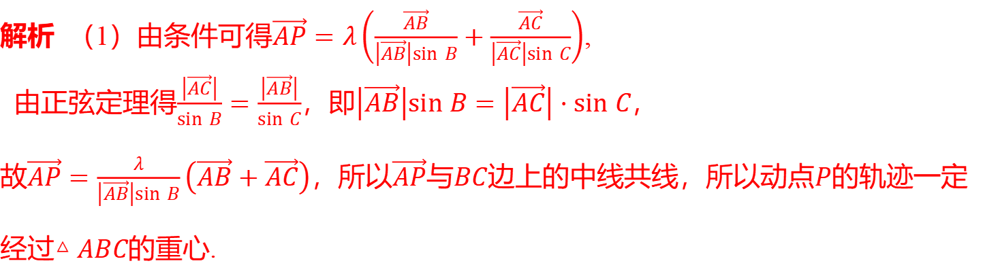 解析 （1）由条件可得$\overrightarrow{AP}=\lambda\left(\frac{\overrightarrow{AB}}{|\overrightarrow{AB}|\sin B}+\frac{\overrightarrow{AC}}{|\overrightarrow{AC}|\sin C}\right)$,
由正弦定理得$\frac{|\overrightarrow{AC}|}{\sin B}=\frac{|\overrightarrow{AB}|}{\sin C}$，即$|\overrightarrow{AB}|\sin B=|\overrightarrow{AC}|\cdot\sin C$，
故$\overrightarrow{AP}=\frac{\lambda}{|\overrightarrow{AB}|\sin B}(\overrightarrow{AB}+\overrightarrow{AC})$，所以$\overrightarrow{AP}$与$BC$边上的中线共线，所以动点$P$的轨迹一定
经过△ $ABC$的重心.